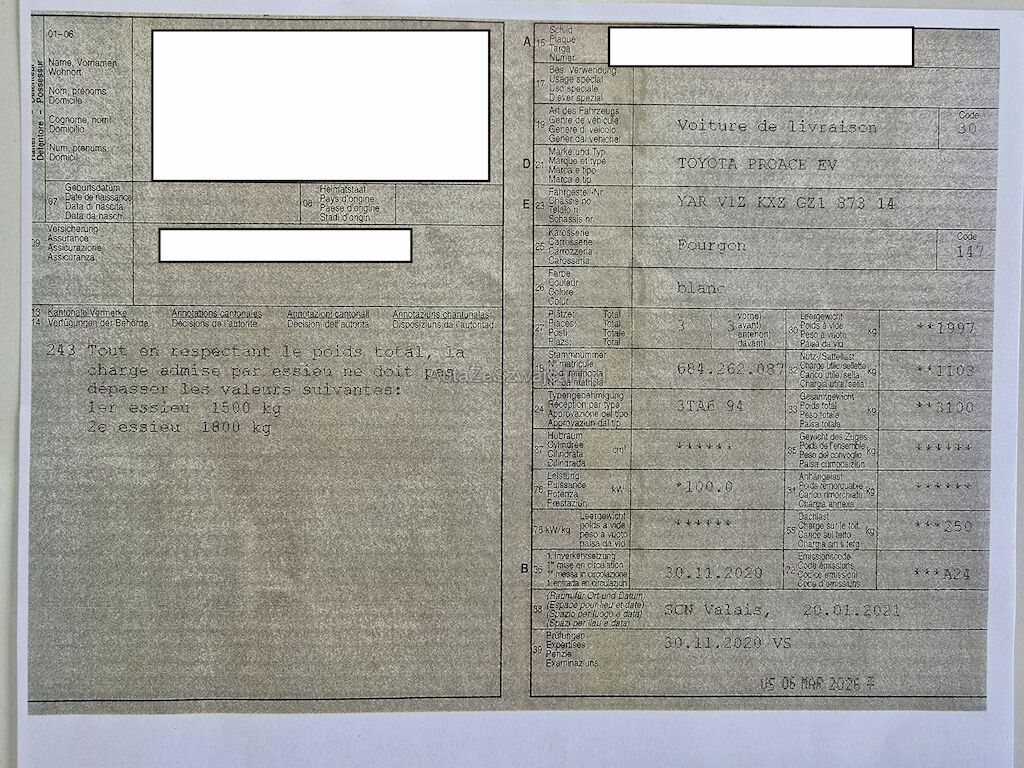 01-06
Name, Vornamen
Wohnort
Nom, prénoms
Domicile
Cognome, nomi
Domicilio
Num, prenums
Domicil
07 Geburtsdatum
Date de naissance
Data di nascita
Data da nasch.
08 Heimatstaat
Pays d'origine
Paese d'origine
Stadi d'origin
09 Versicherung
Assurance
Assicurazione
Assicuranza
13 Kantonale Vermerke Annotations cantonales Annotazioni cantonali Annotaziuns chantunalas
14 Verfügungen der Behörde Décisions de l'autorité Decisioni dell'autorità Disposiziuns da l'autoritad
243 Tout en respectant le poids total, la
charge admise par essieu ne doit pas
dépasser les valeurs suivantes:
1er essieu 1500 kg
2e essieu 1800 kg
A 15 Schild
Plaque
Targa
Numer
17 Bes. Verwendung
Usage spécial
Uso speciale
Diever spezial
19 Art des Fahrzeugs
Genre de véhicule
Genere di veicolo
Gener dal vehichel
Voiture de livraison
Code
30
D 21 Marke und Typ
Marque et type
Marca e tipo
Marca e tip
TOYOTA PROACE EV
E 23 Fahrgestell-Nr.
Châssis no
Telaio n.
Schassis nr.
YAR V1Z KXZ GZ1 873 14
25 Karosserie
Carrosserie
Carrozzeria
Carossaria
Fourgon
Code
147
26 Farbe
Couleur
Colore
Colur
blanc
27 Plätze: Total
Places: Total
Posti: Totale
Plazs: Total
3 3
vorne)
avant)
anteriori)
davant)
30 Leergewicht
Poids à vide
Peso a vuoto
Paisa da vid
kg
**1997
18 Stammnummer
N° matricule
N. di matricola
Nr. da matricla
684.262.087
32 Nutz-/Sattellast
Charge utile/sellette
Carico utile/sella
Chargia utila/sella
kg
**1103
24 Typengenehmigung
Réception par type
Approvazione del tipo
Approvaziun dal tip
3TA6 94
33 Gesamtgewicht
Poids total
Peso totale
Paisa totala
kg
**3100
37 Hubraum
Cylindrée
Cilindrata
Cilindrada
cm³
******
35 Gewicht des Zuges
Poids de l'ensemble
Peso del convoglio
Paisa cumposiziun
kg
******
76 Leistung
Puissance
Potenza
Prestaziun
kW
*100.0
31 Anhängelast
Poids remorquable
Carico rimorchiato
Chargia annexa
kg
******
78 kW/kg
Leergewicht
poids à vide
peso a vuoto
paisa da vid
******
55 Dachlast
Charge sur le toit
Carico sul tetto
Chargia sin il tetg
kg
***250
B 36 1. Inverkehrsetzung
1re mise en circulation
1a messa in circolazione
1. entrada en circulaziun
30.11.2020
72 Emissionscode
Code émissions
Codice emissioni
Code d'emissiuns
***A24
38 (Raum für Ort und Datum)
(Espace pour lieu et date)
(Spazio per luogo e data)
(Spazi per lieu e data)
SCN Valais, 20.01.2021
39 Prüfungen
Expertises
Perizie
Examinaziuns
30.11.2020 VS
06 MAR 2026